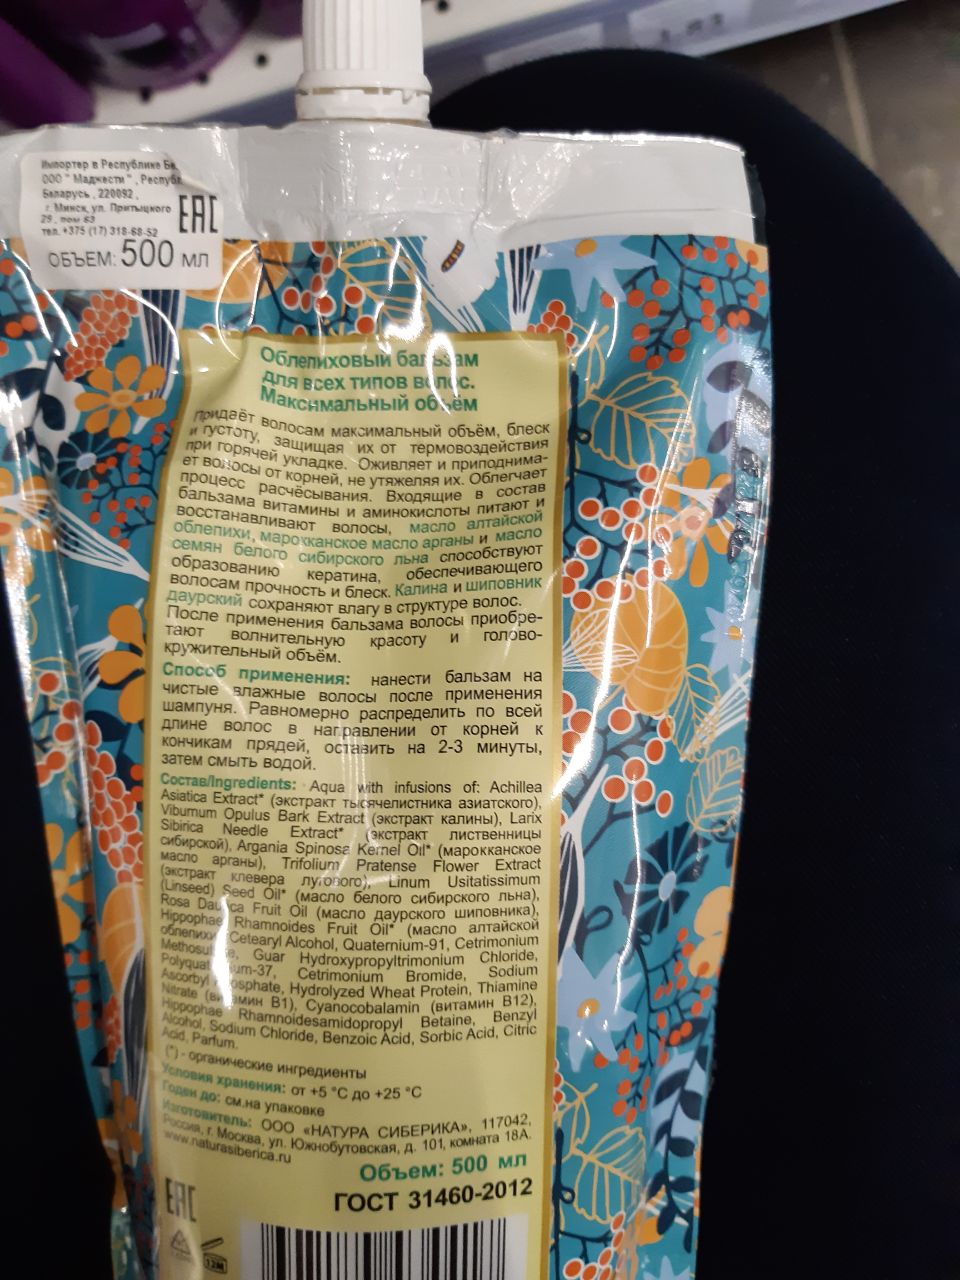 Импортер в Республике
ООО " Маджести " ,
Беларусь , 220092 ,
г. Минск, ул. Притыцкого
29 , пом 63
тел. +375 (17) 318-68-52
EAC
ОБЪЕМ: 500 мл
Облепиховый бальзам
для всех типов волос.
Максимальный объём
Придаёт волосам максимальный объём, блеск
и густоту, защищая их от термовоздействия
при горячей укладке. Оживляет и приподнима-
ет волосы от корней, не утяжеляя их. Облегчает
процесс расчёсывания. Входящие в состав
бальзама витамины и аминокислоты питают и
восстанавливают волосы, масло алтайской
облепихи, марокканское масло арганы и масло
семян белого сибирского льна способствуют
образованию кератина, обеспечивающего
волосам прочность и блеск. Калина и шиповник
даурский сохраняют влагу в структуре волос.
После применения бальзама волосы приобре-
тают волнительную красоту и голово-
кружительный объём.
Способ применения: нанести бальзам на
чистые влажные волосы после применения
шампуня. Равномерно распределить по всей
длине волос в направлении от корней к
кончикам прядей, оставить на 2-3 минуты,
затем смыть водой.
Состав/Ingredients: Aqua with infusions of: Achillea
Asiatica Extract* (экстракт тысячелистника азиатского),
Viburnum Opulus Bark Extract (экстракт калины), Larix
Sibirica Needle Extract* (экстракт лиственницы
сибирской), Argania Spinosa Kernel Oil* (марокканское
масло арганы), Trifolium Pratense Flower Extract
(экстракт клевера лугового), Linum Usitatissimum
(Linseed) Seed Oil* (масло белого сибирского льна),
Rosa Daurica Fruit Oil (масло даурского шиповника),
Hippophae Rhamnoides Fruit Oil* (масло алтайской
облепихи), Cetearyl Alcohol, Quaternium-91, Cetrimonium
Methosulfate, Guar Hydroxypropyltrimonium Chloride,
Polyquaternium-37, Cetrimonium Bromide, Sodium
Ascorbyl Phosphate, Hydrolyzed Wheat Protein, Thiamine
Nitrate (витамин B1), Cyanocobalamin (витамин B12),
Hippophae Rhamnoidesamidopropyl Betaine, Benzyl
Alcohol, Sodium Chloride, Benzoic Acid, Sorbic Acid, Citric
Acid, Parfum.
(*) - органические ингредиенты
Условия хранения: от +5 °C до +25 °C
Годен до: см.на упаковке
Изготовитель: ООО «НАТУРА СИБЕРИКА», 117042,
Россия, г. Москва, ул. Южнобутовская, д. 101, комната 18А.
www.naturasiberica.ru
Объем: 500 мл
ГОСТ 31460-2012
EAC
12M